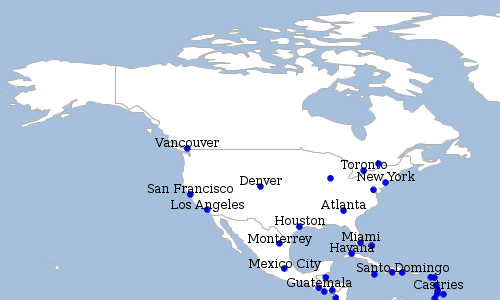 Vancouver
Toronto
New York
Denver
San Francisco
Los Angeles
Atlanta
Houston
Monterrey
Miami
Havana
Mexico City
Santo Domingo
Guatemala
Castries